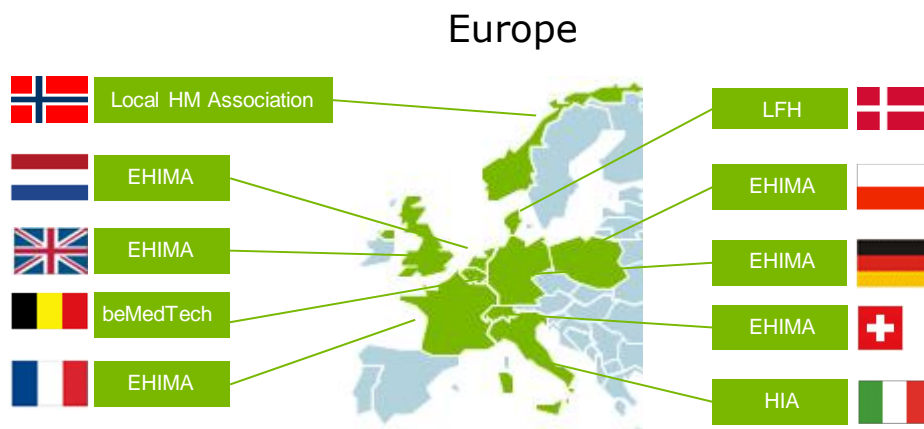 Europe
Local HM Association
EHIMA
EHIMA
beMedTech
EHIMA
LFH
EHIMA
EHIMA
EHIMA
HIA